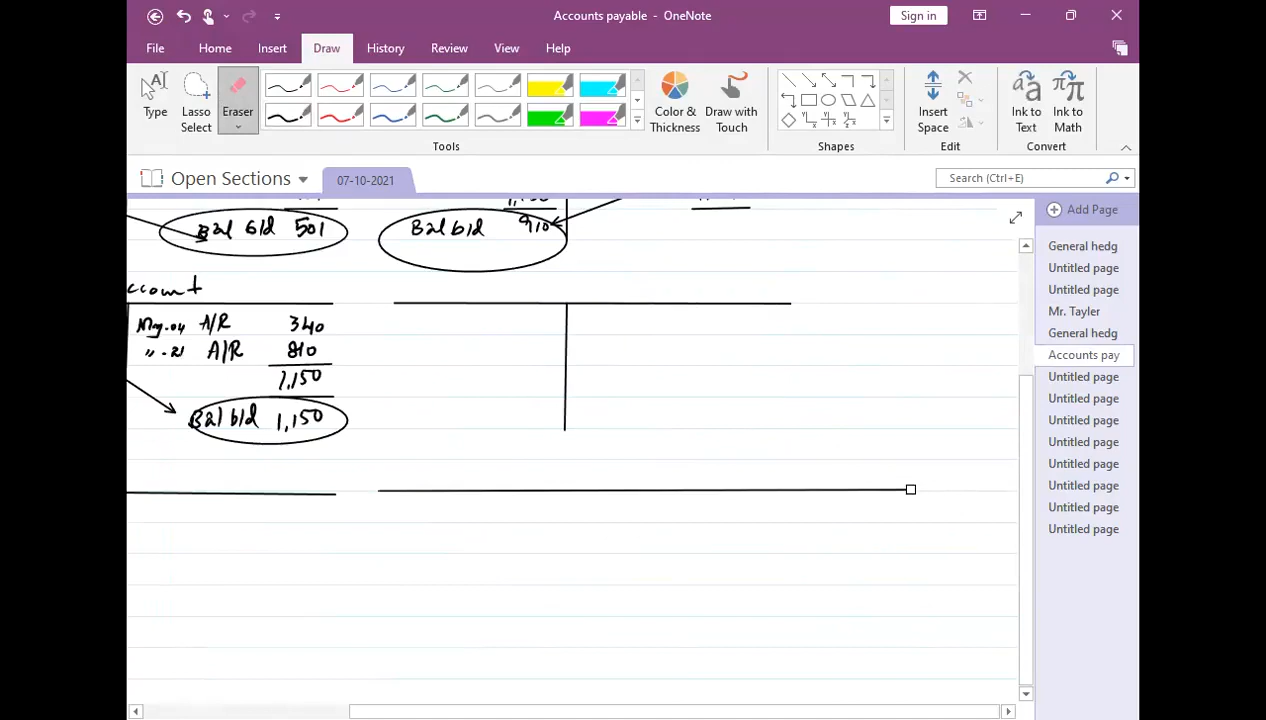 Accounts payable - OneNote
Sign in
File Home Insert Draw History Review View Help
Type
Lasso Select
Eraser
Color & Thickness
Draw with Touch
Insert Space
Ink to Text
Ink to Math
Tools
Shapes
Edit
Convert
Open Sections
07-10-2021
Search (Ctrl+E)
Add Page
General hedg
Untitled page
Untitled page
Mr. Tayler
General hedg
Accounts pay
Untitled page
Untitled page
Untitled page
Untitled page
Untitled page
Untitled page
Untitled page
Untitled page
Bal b/d 501
Bal b/d 910
ccount
May.04 A/R 340
".21 A/R 810
1,150
Bal b/d 1,150